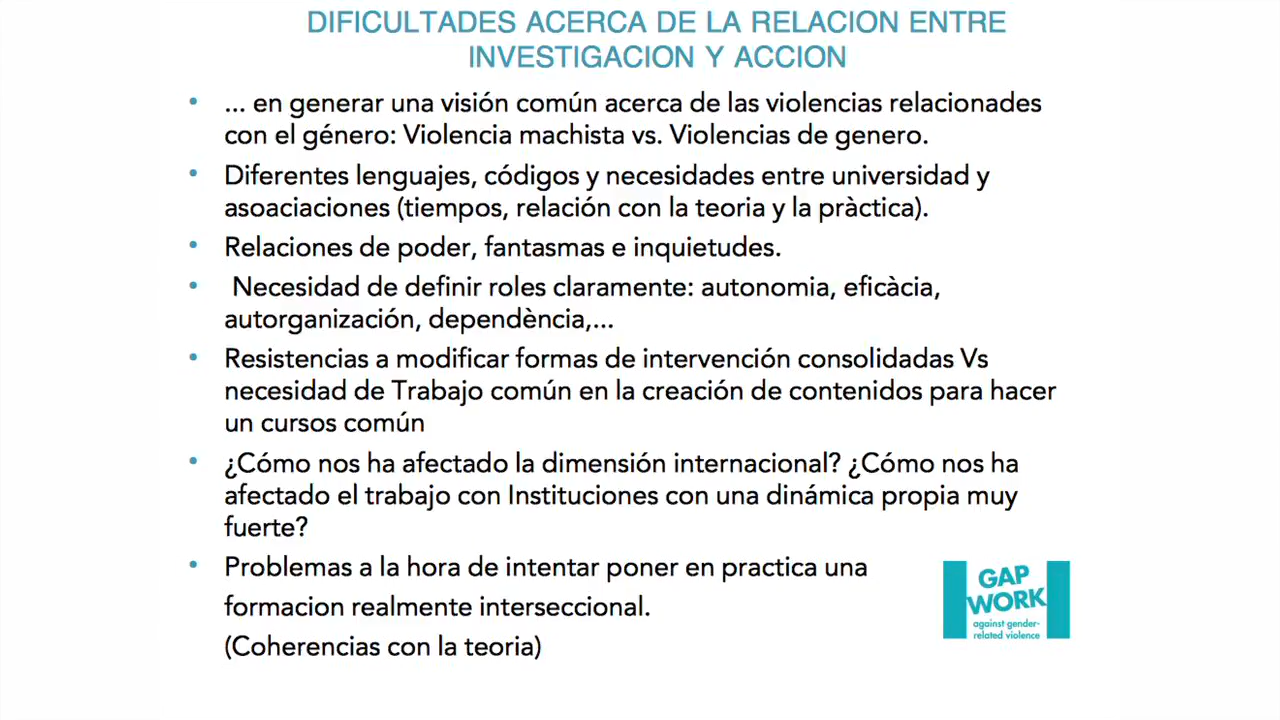 DIFICULTADES ACERCA DE LA RELACION ENTRE
INVESTIGACION Y ACCION
• ... en generar una visión común acerca de las violencias relacionades
con el género: Violencia machista vs. Violencias de genero.
• Diferentes lenguajes, códigos y necesidades entre universidad y
asoaciaciones (tiempos, relación con la teoria y la pràctica).
• Relaciones de poder, fantasmas e inquietudes.
• Necesidad de definir roles claramente: autonomia, eficàcia,
autorganización, dependència,...
• Resistencias a modificar formas de intervención consolidadas Vs
necesidad de Trabajo común en la creación de contenidos para hacer
un cursos común
• ¿Cómo nos ha afectado la dimensión internacional? ¿Cómo nos ha
afectado el trabajo con Instituciones con una dinámica propia muy
fuerte?
• Problemas a la hora de intentar poner en practica una
formacion realmente interseccional.
(Coherencias con la teoria)
GAP
WORK
against gender-
related violence